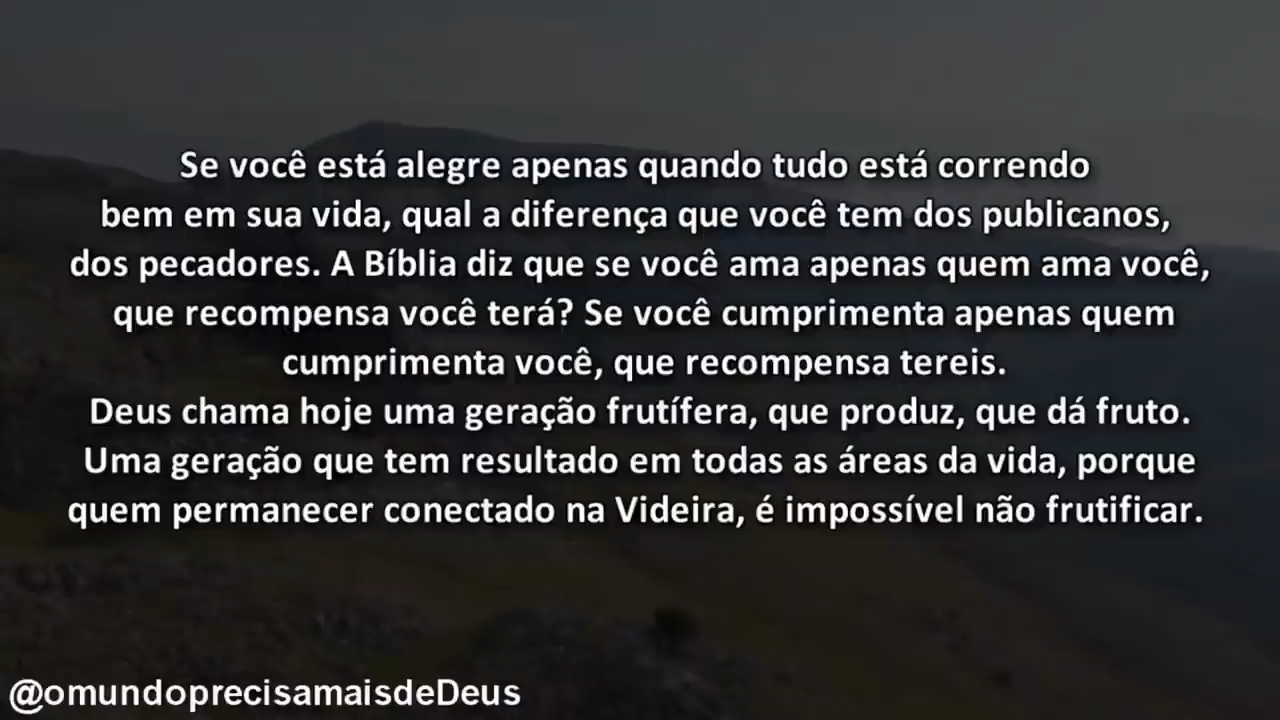 Se você está alegre apenas quando tudo está correndo
bem em sua vida, qual a diferença que você tem dos publicanos,
dos pecadores. A Bíblia diz que se você ama apenas quem ama você,
que recompensa você terá? Se você cumprimenta apenas quem
cumprimenta você, que recompensa tereis.
Deus chama hoje uma geração frutífera, que produz, que dá fruto.
Uma geração que tem resultado em todas as áreas da vida, porque
quem permanecer conectado na Videira, é impossível não frutificar.
@omundoprecisamaisdeDeus